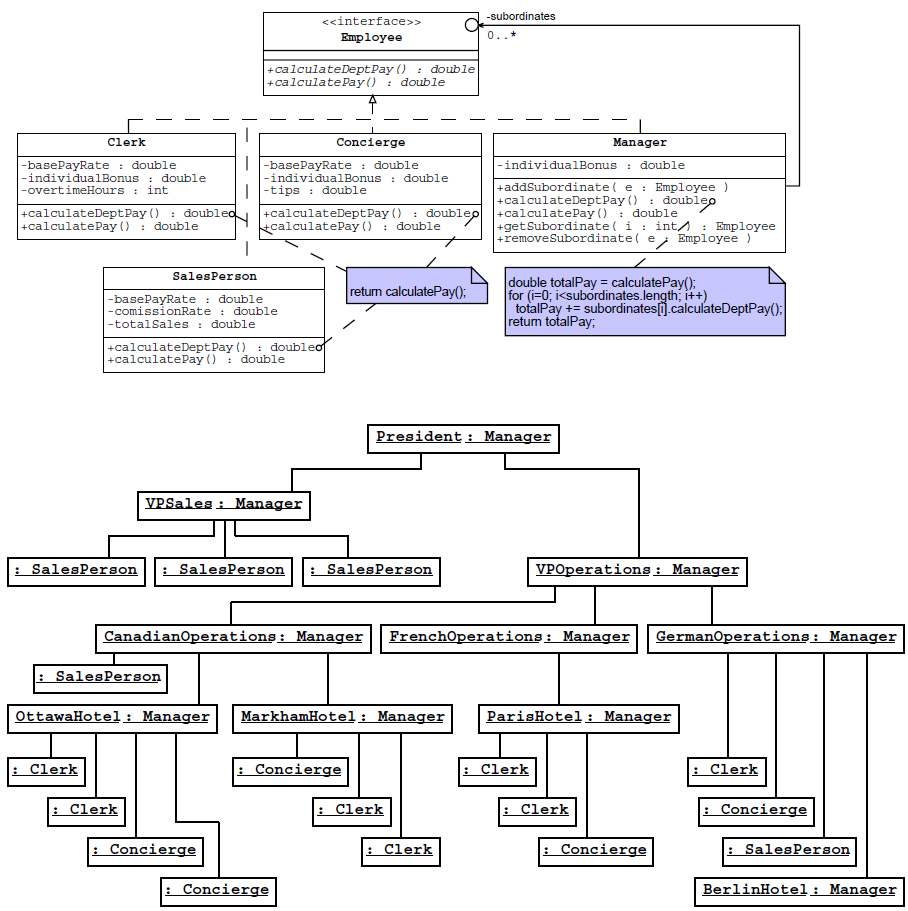 <<interface>>
Employee
+calculateDeptPay() : double
+calculatePay() : double
-subordinates
0..*
Clerk
-basePayRate : double
-individualBonus : double
-overtimeHours : int
+calculateDeptPay() : double
+calculatePay() : double
Concierge
-basePayRate : double
-individualBonus : double
-tips : double
+calculateDeptPay() : double
+calculatePay() : double
Manager
-individualBonus : double
+addSubordinate( e : Employee )
+calculateDeptPay() : double
+calculatePay() : double
+getSubordinate( i : int ) : Employee
+removeSubordinate( e : Employee )
SalesPerson
-basePayRate : double
-comissionRate : double
-totalSales : double
+calculateDeptPay() : double
+calculatePay() : double
return calculatePay();
double totalPay = calculatePay();
for (i=0; i<subordinates.length; i++)
totalPay += subordinates[i].calculateDeptPay();
return totalPay;
President : Manager
VPSales : Manager
: SalesPerson
: SalesPerson
: SalesPerson
VPOperations : Manager
CanadianOperations : Manager
FrenchOperations : Manager
GermanOperations : Manager
: SalesPerson
OttawaHotel : Manager
MarkhamHotel : Manager
ParisHotel : Manager
: Clerk
: Concierge
: Clerk
: Clerk
: Clerk
: Clerk
: Clerk
: Concierge
: Concierge
: Clerk
: Concierge
: SalesPerson
: Concierge
BerlinHotel : Manager